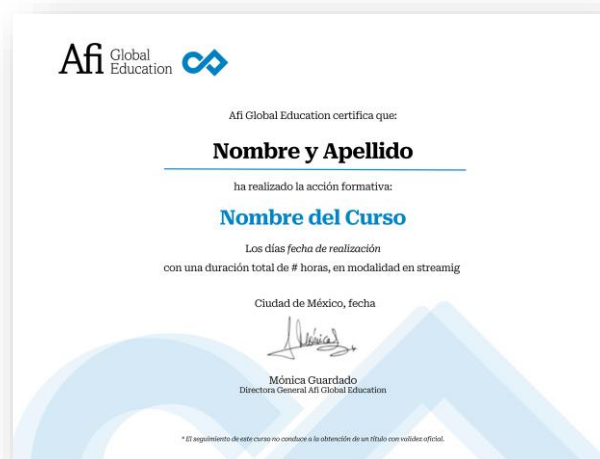 Afi Global Education
Afi Global Education certifica que:
Nombre y Apellido
ha realizado la acción formativa:
Nombre del Curso
Los días fecha de realización
con una duración total de # horas, en modalidad en streamig
Ciudad de México, fecha
Mónica
Mónica Guardado
Directora General Afi Global Education
* El seguimiento de este curso no conduce a la obtención de un título con validez oficial.